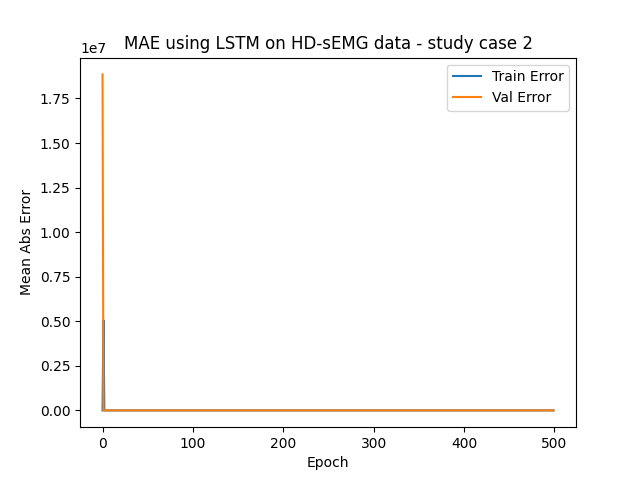 MAE using LSTM on HD-sEMG data - study case 2
1e7
Train Error
Val Error
1.75
1.50
1.25
1.00
0.75
0.50
0.25
0.00
Mean Abs Error
0 100 200 300 400 500
Epoch